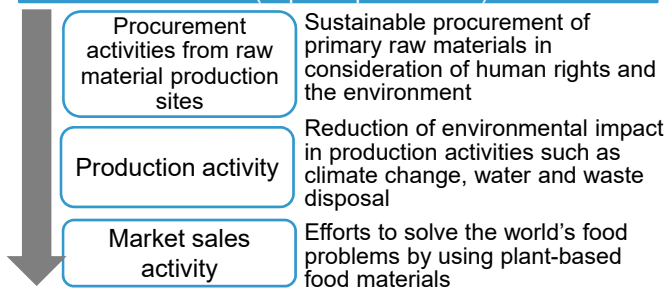 Procurement
activities from raw
material production
sites
Sustainable procurement of
primary raw materials in
consideration of human rights and
the environment
Production activity
Reduction of environmental impact
in production activities such as
climate change, water and waste
disposal
Market sales
activity
Efforts to solve the world’s food
problems by using plant-based
food materials